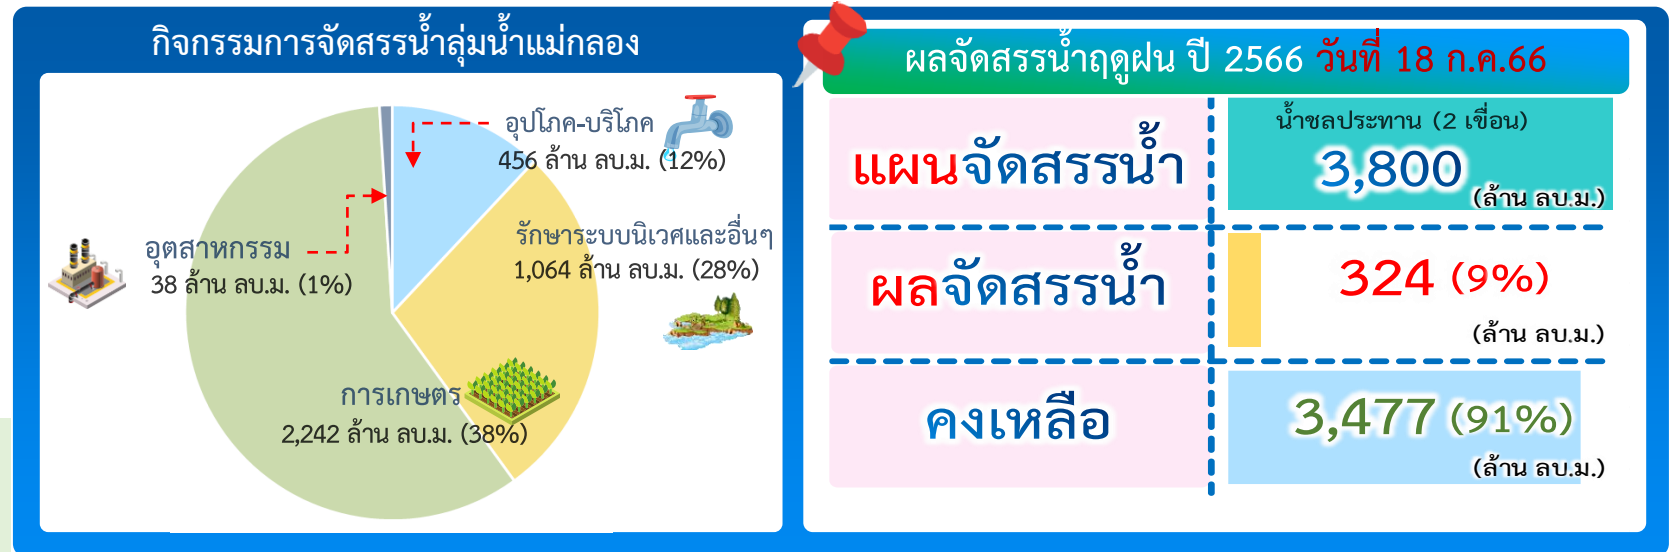 กิจกรรมการจัดสรรน้ำลุ่มน้ำแม่กลอง
อุปโภค-บริโภค
456 ล้าน ลบ.ม. (12%)
รักษาระบบนิเวศและอื่นๆ
1,064 ล้าน ลบ.ม. (28%)
อุตสาหกรรม
38 ล้าน ลบ.ม. (1%)
การเกษตร
2,242 ล้าน ลบ.ม. (38%)
ผลจัดสรรน้ำฤดูฝน ปี 2566 วันที่ 18 ก.ค.66
น้ำชลประทาน (2 เขื่อน)
แผนจัดสรรน้ำ
3,800
(ล้าน ลบ.ม.)
ผลจัดสรรน้ำ
324 (9%)
(ล้าน ลบ.ม.)
คงเหลือ
3,477 (91%)
(ล้าน ลบ.ม.)